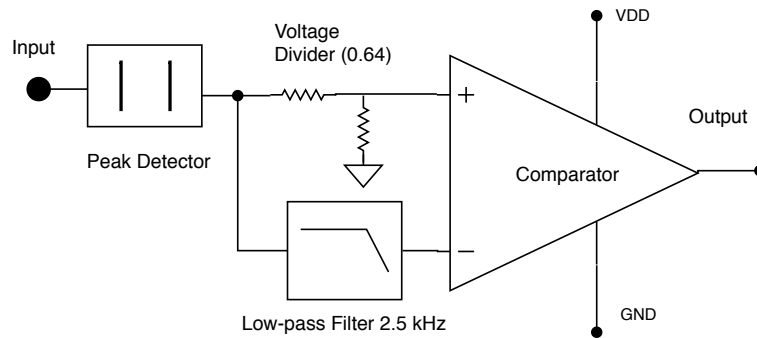 Input
Voltage
Divider (0.64)
VDD
+
Output
Peak Detector
Comparator
−
GND
Low-pass Filter 2.5 kHz